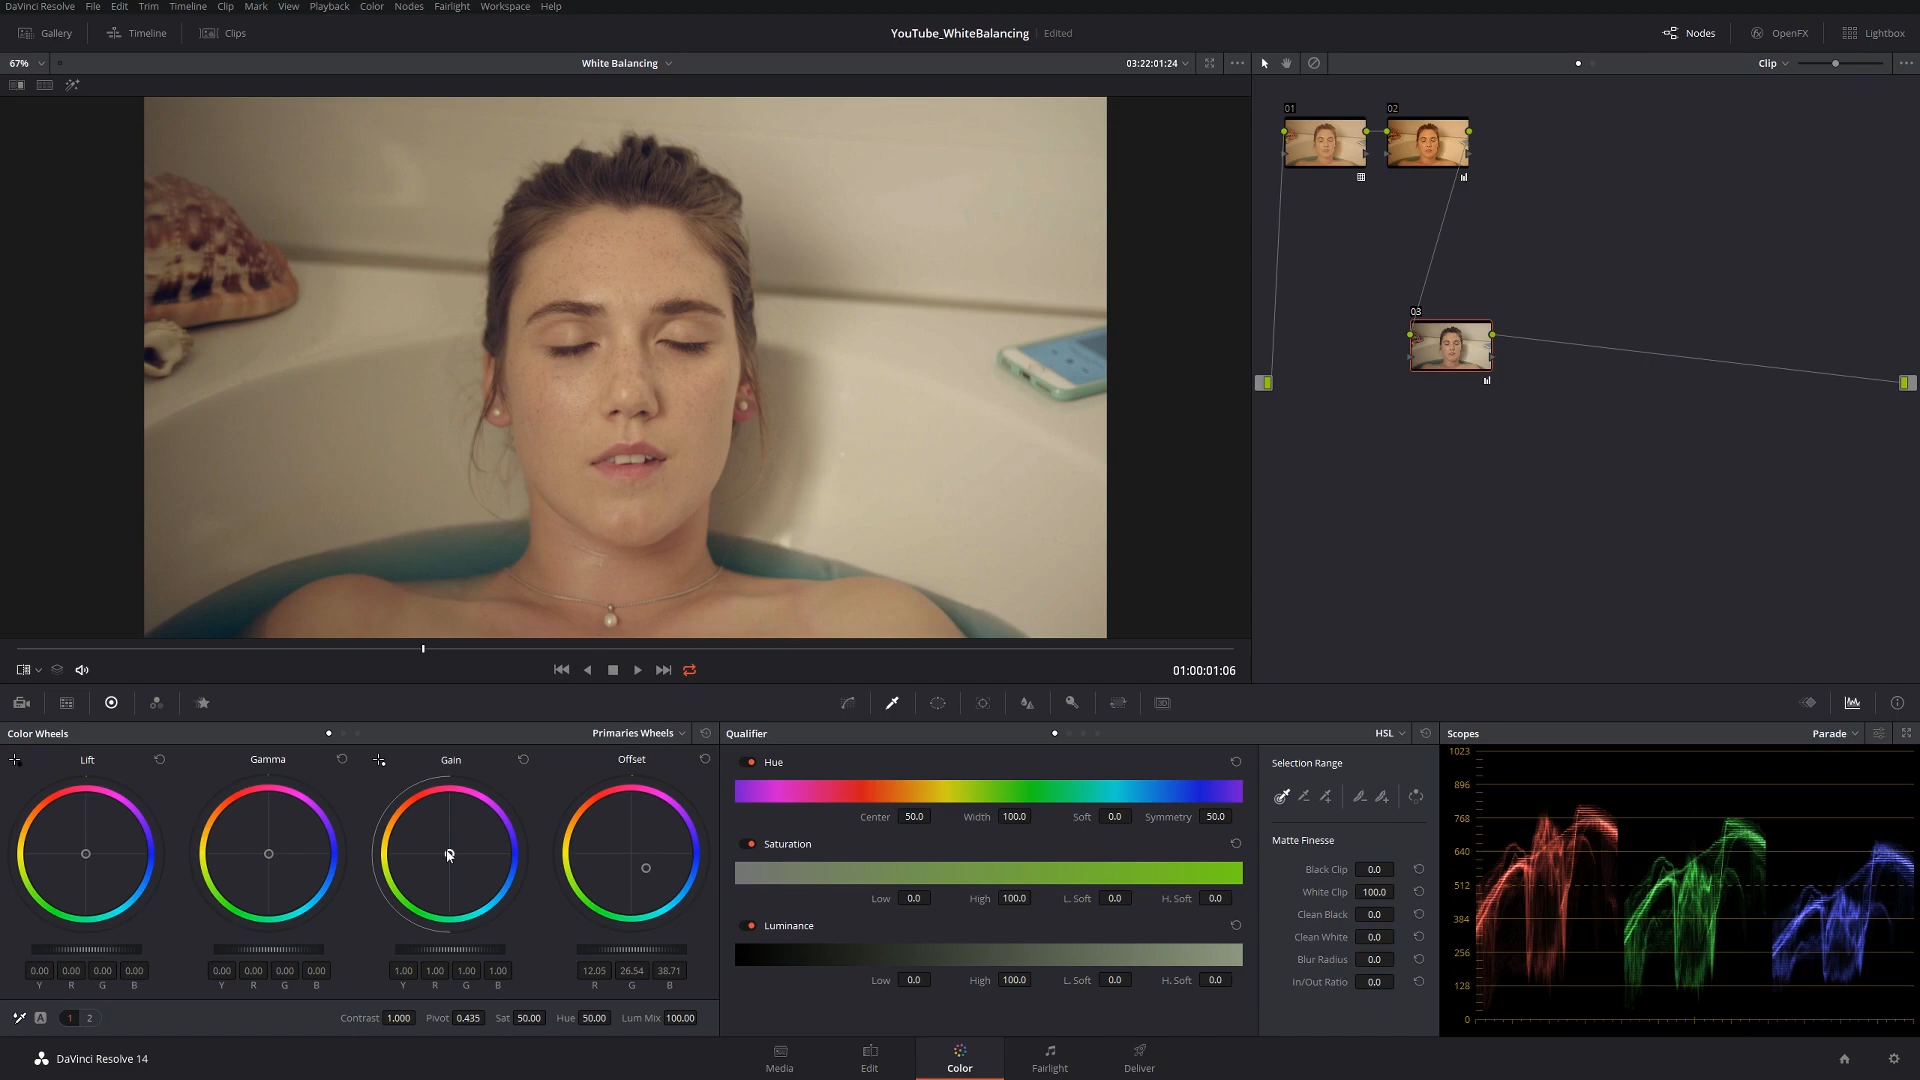 DaVinci Resolve File Edit Trim Timeline Clip Mark View Playback Color Nodes Fairlight Workspace Help
Gallery Timeline Clips YouTube_WhiteBalancing Edited Nodes OpenFX Lightbox
67% White Balancing 03:22:01:24 Clip
01 02
03
01:00:01:06
Color Wheels Primaries Wheels Qualifier HSL Scopes Parade
Lift Gamma Gain Offset
0.00 0.00 0.00 0.00 0.00 0.00 0.00 0.00 1.00 1.00 1.00 1.00 12.05 26.54 38.71
Y R G B Y R G B Y R G B R G B
A 1 2 Contrast 1.000 Pivot 0.435 Sat 50.00 Hue 50.00 Lum Mix 100.00
Hue
Center 50.0 Width 100.0 Soft 0.0 Symmetry 50.0
Saturation
Low 0.0 High 100.0 L. Soft 0.0 H. Soft 0.0
Luminance
Low 0.0 High 100.0 L. Soft 0.0 H. Soft 0.0
Selection Range
Matte Finesse
Black Clip 0.0
White Clip 100.0
Clean Black 0.0
Clean White 0.0
Blur Radius 0.0
In/Out Ratio 0.0
1023
896
768
640
512
384
256
128
0
DaVinci Resolve 14 Media Edit Color Fairlight Deliver